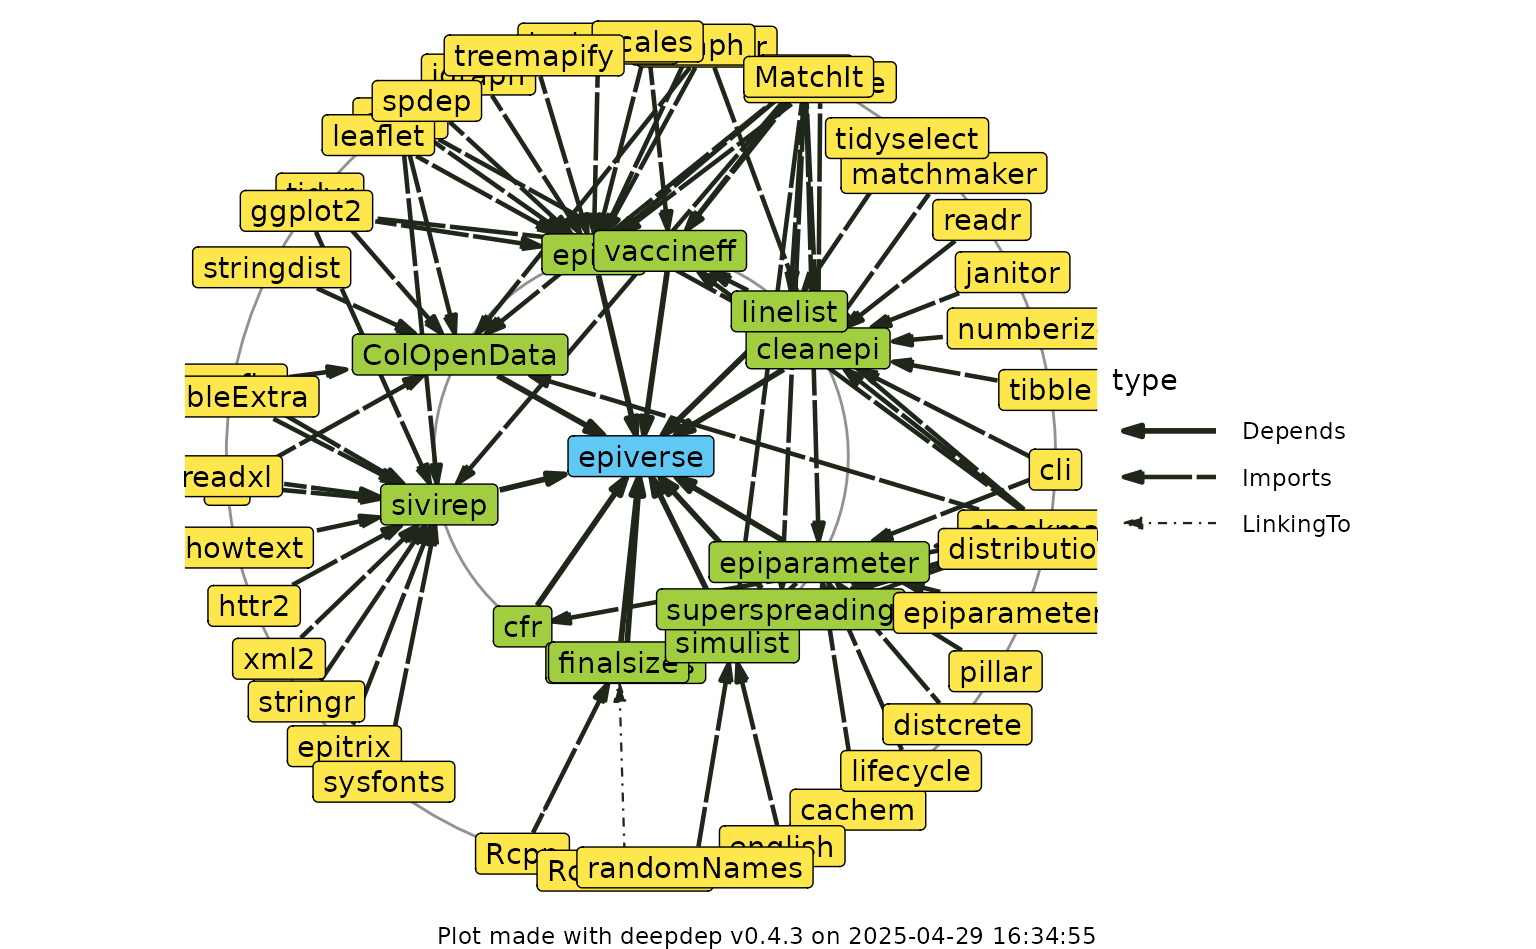 scales
treemapify
MatchIt
spdep
leaflet
tidyselect
matchmaker
ggplot2
readr
stringdist
vaccineff
janitor
linelist
numberiz
ColOpenData
cleanepi
type
tibble
bleExtra
Depends
epiverse
cli
readxl
Imports
sivirep
LinkingTo
howtext
distributio
epiparameter
httr2
superspreading
epiparameter
cfr
simulist
xml2
finalsize
pillar
stringr
distcrete
epitrix
lifecycle
sysfonts
cachem
english
Rcpp
randomNames
Plot made with deepdep v0.4.3 on 2025-04-29 16:34:55